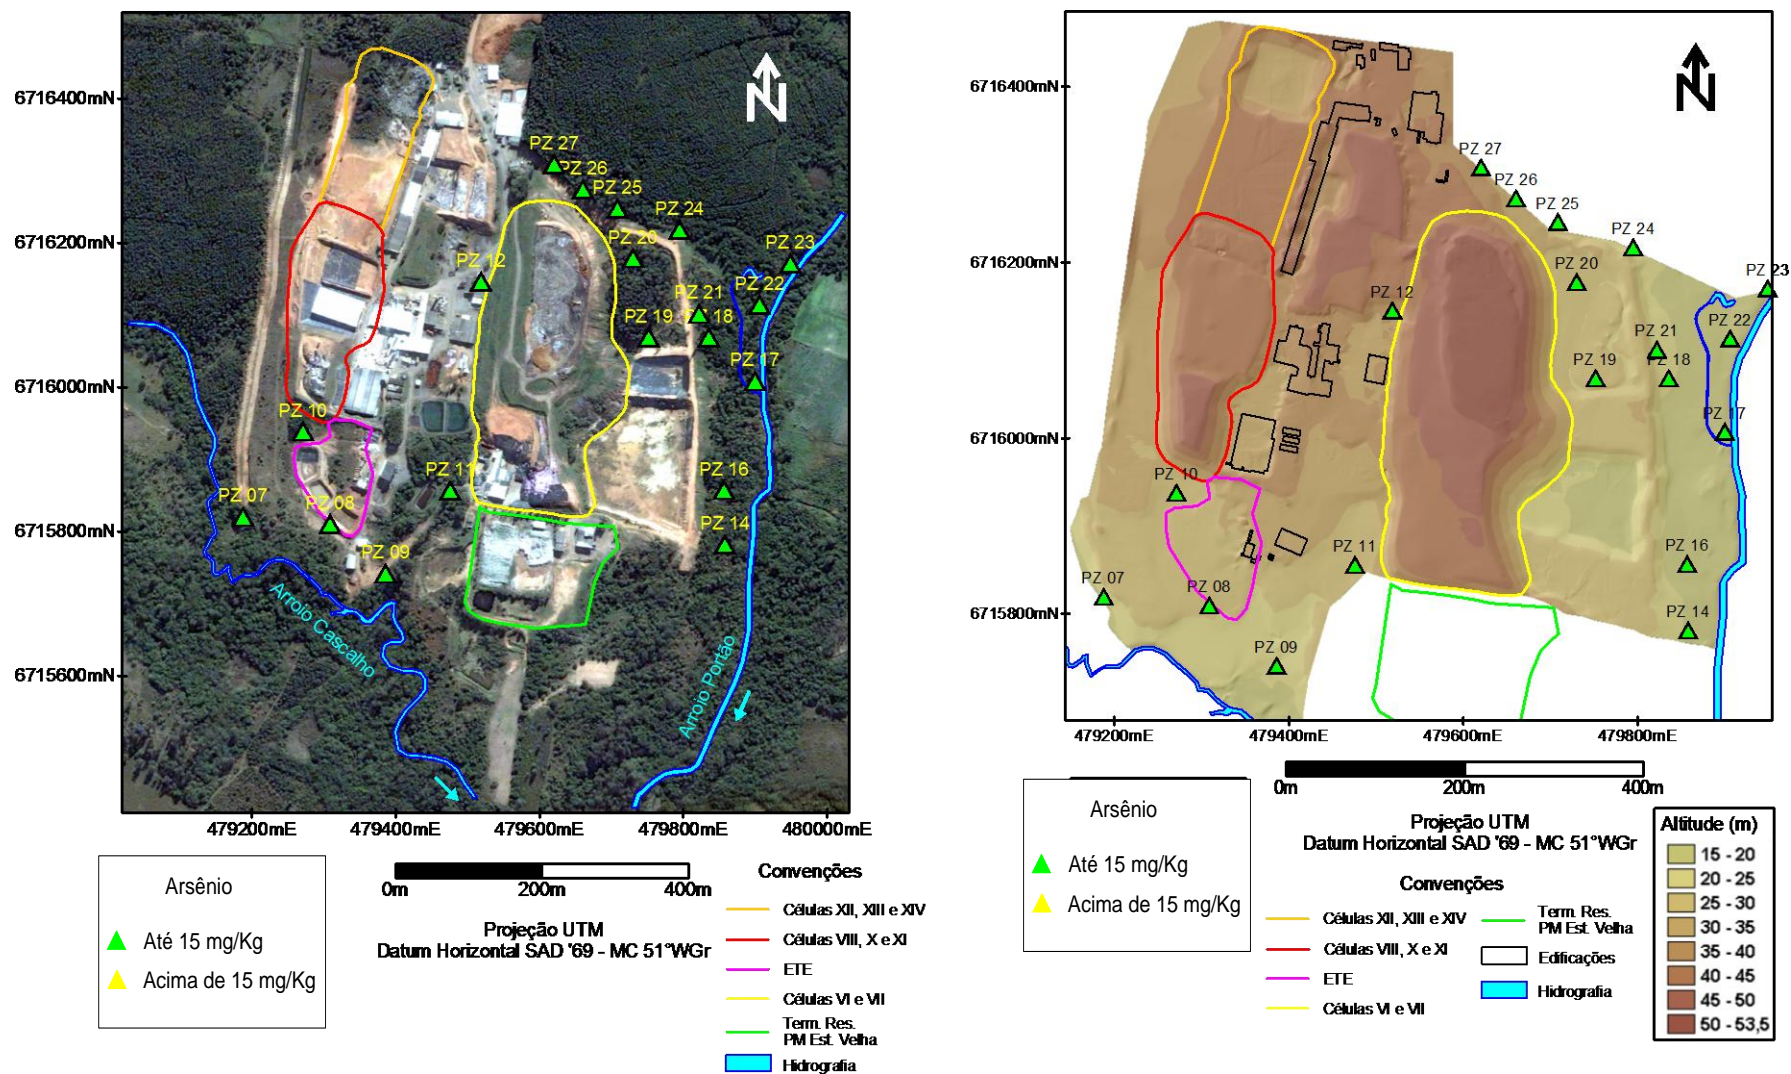 6716400mN
6716200mN
6716000mN
6715800mN
6715600mN
N
PZ 27
PZ 26
PZ 25
PZ 24
PZ 20
PZ 23
PZ 12
PZ 22
PZ 21
PZ 19
PZ 18
PZ 17
PZ 10
PZ 11
PZ 16
PZ 07
PZ 08
PZ 14
PZ 09
Arroio Cascalho
Arroio Portão
479200mE
479400mE
479600mE
479800mE
480000mE
Arsênio
Até 15 mg/Kg
Acima de 15 mg/Kg
0m
200m
400m
Projeção UTM
Datum Horizontal SAD '69 - MC 51°WGr
Convenções
Células XII, XIII e XIV
Células VIII, X e XI
ETE
Células VI e VII
Term. Res.
PM Est. Velha
Hidrografia
6716400mN
6716200mN
6716000mN
6715800mN
N
PZ 27
PZ 26
PZ 25
PZ 24
PZ 20
PZ 23
PZ 12
PZ 22
PZ 21
PZ 19
PZ 18
PZ 17
PZ 10
PZ 11
PZ 16
PZ 07
PZ 08
PZ 14
PZ 09
479200mE
479400mE
479600mE
479800mE
0m
200m
400m
Arsênio
Até 15 mg/Kg
Acima de 15 mg/Kg
Projeção UTM
Datum Horizontal SAD '69 - MC 51°WGr
Convenções
Células XII, XIII e XIV
Células VIII, X e XI
ETE
Células VI e VII
Term. Res.
PM Est. Velha
Edificações
Hidrografia
Altitude (m)
15 - 20
20 - 25
25 - 30
30 - 35
35 - 40
40 - 45
45 - 50
50 - 53,5